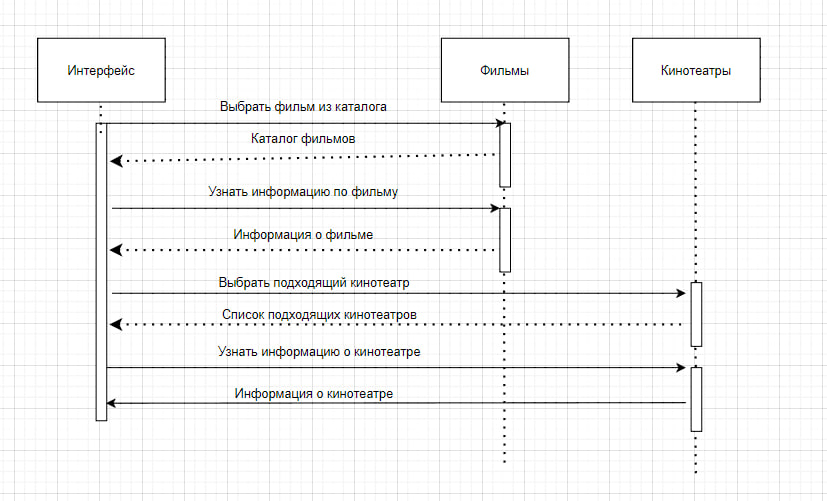 Интерфейс
Фильмы
Кинотеатры
Выбрать фильм из каталога
Каталог фильмов
Узнать информацию по фильму
Информация о фильме
Выбрать подходящий кинотеатр
Список подходящих кинотеатров
Узнать информацию о кинотеатре
Информация о кинотеатре